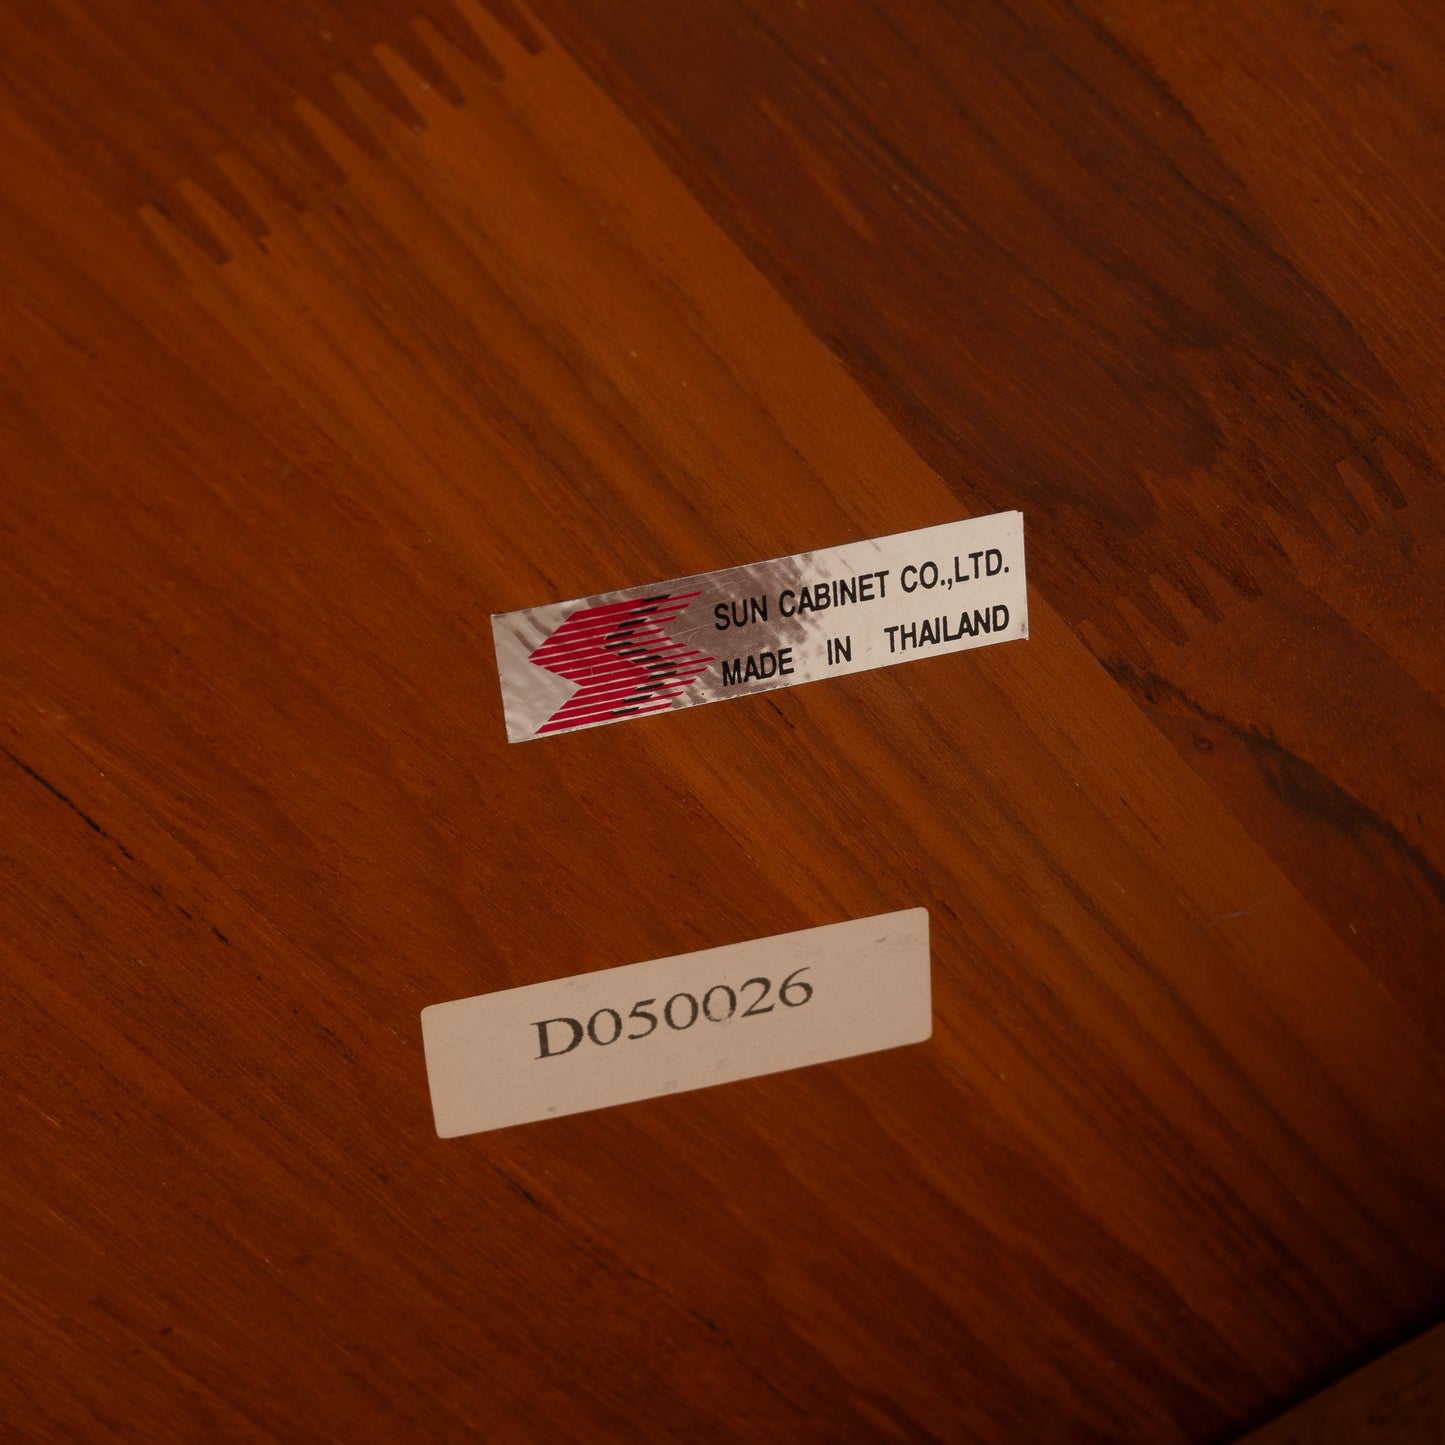 SUN CABINET CO.,LTD.
MADE IN THAILAND
D050026